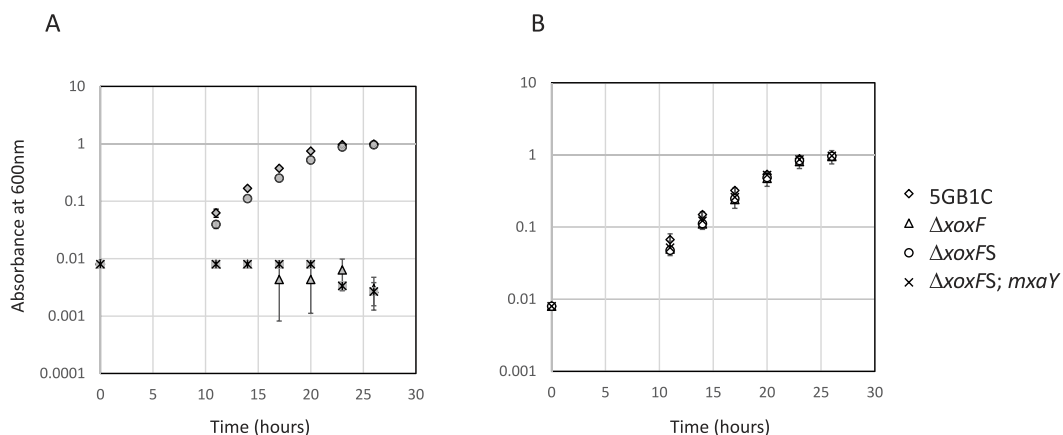 A
10
1
0.1
0.01
0.001
0.0001
Absorbance at 600nm
0 5 10 15 20 25 30
Time (hours)
B
10
1
0.1
0.01
0.001
0 5 10 15 20 25 30
Time (hours)
5GB1C
ΔxoxF
ΔxoxFS
ΔxoxFS; mxaY